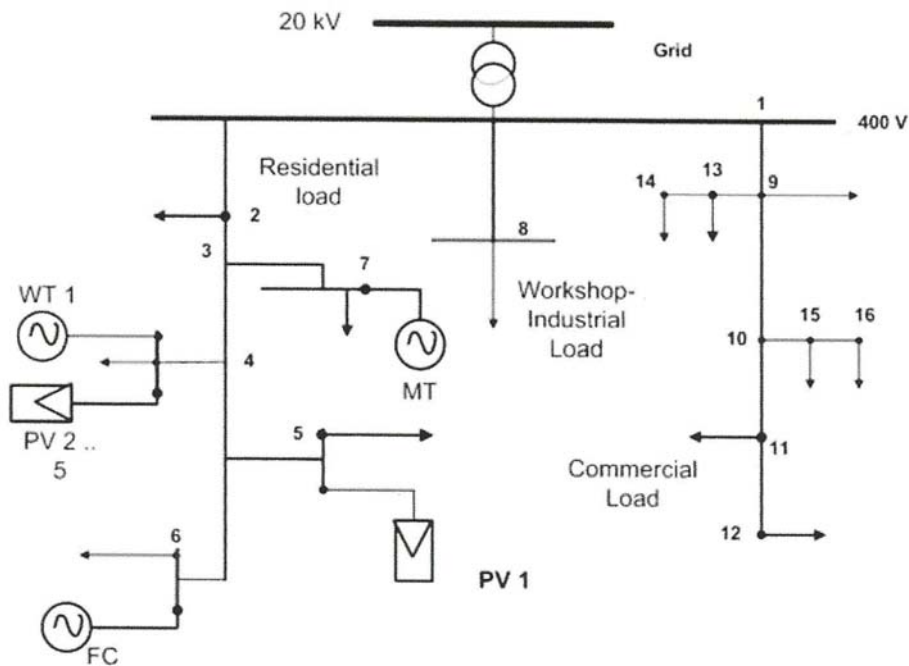 20 kV
Grid
1
400 V
Residential
load
14
13
9
2
3
8
7
WT 1
Workshop-
Industrial
Load
10
15
16
4
MT
PV 2 ..
5
5
11
Commercial
Load
12
6
PV 1
FC